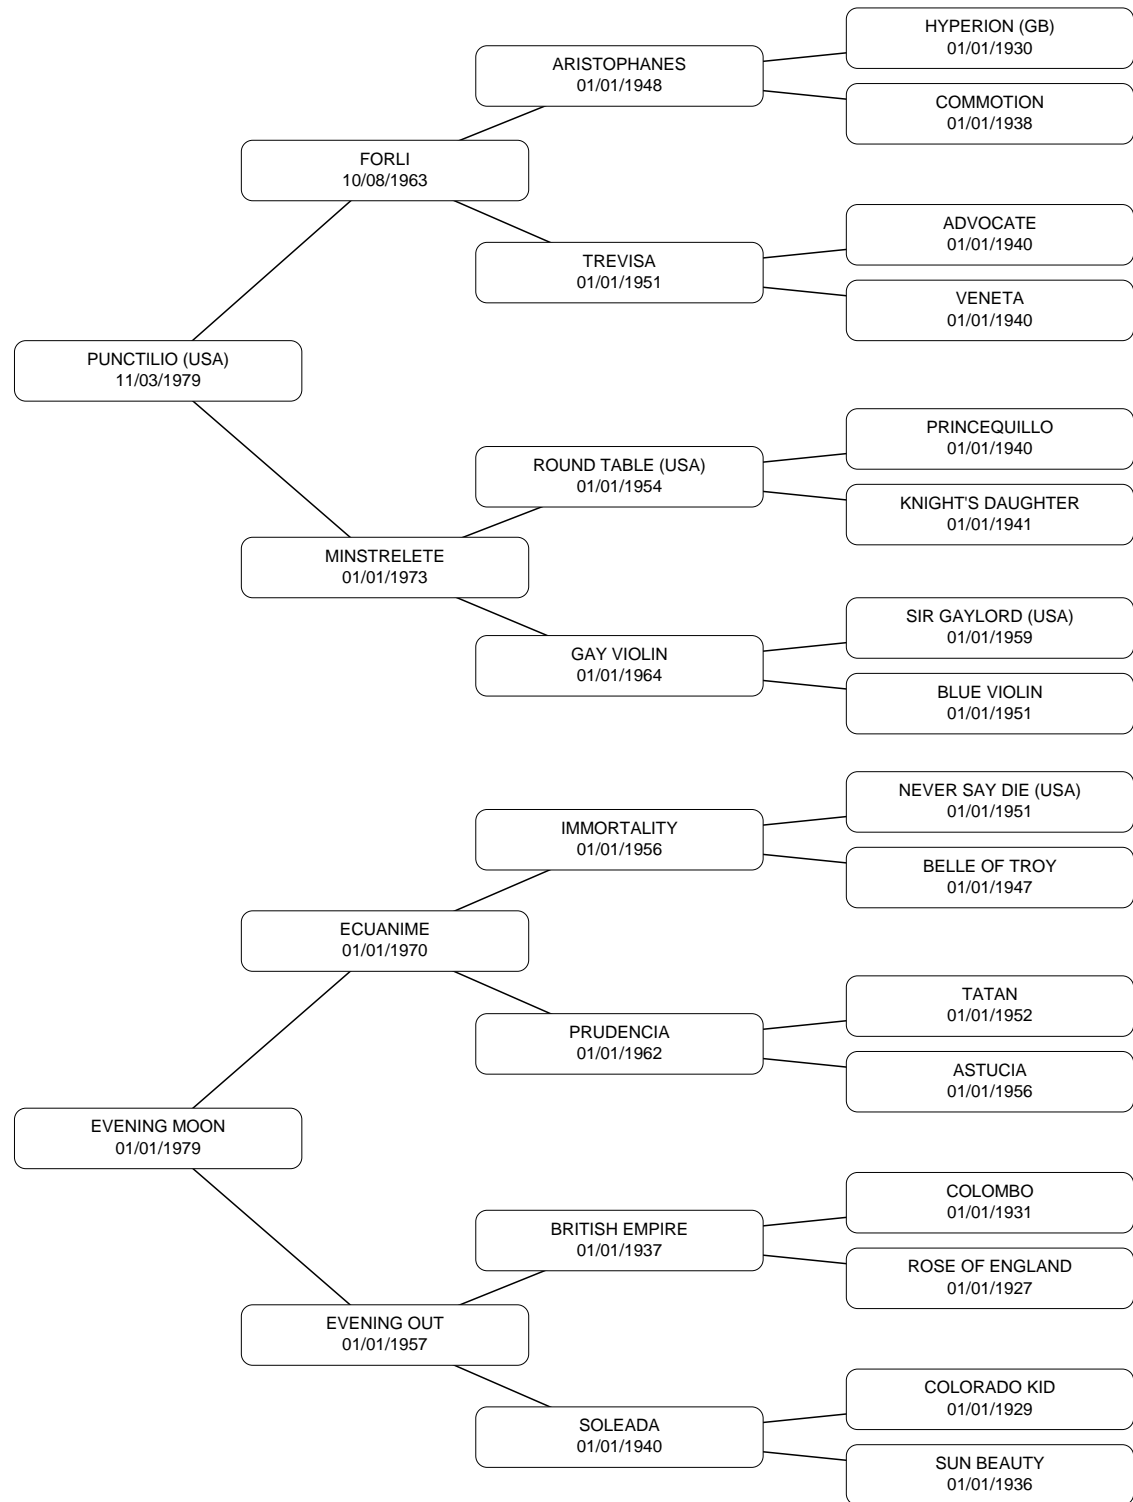 HYPERION (GB)
01/01/1930
ARISTOPHANES
01/01/1948
COMMOTION
01/01/1938
FORLI
10/08/1963
ADVOCATE
01/01/1940
TREVISA
01/01/1951
VENETA
01/01/1940
PUNCTILIO (USA)
11/03/1979
PRINCEQUILLO
01/01/1940
ROUND TABLE (USA)
01/01/1954
KNIGHT'S DAUGHTER
01/01/1941
MINSTRELETE
01/01/1973
SIR GAYLORD (USA)
01/01/1959
GAY VIOLIN
01/01/1964
BLUE VIOLIN
01/01/1951
NEVER SAY DIE (USA)
01/01/1951
IMMORTALITY
01/01/1956
BELLE OF TROY
01/01/1947
ECUANIME
01/01/1970
TATAN
01/01/1952
PRUDENCIA
01/01/1962
ASTUCIA
01/01/1956
EVENING MOON
01/01/1979
COLOMBO
01/01/1931
BRITISH EMPIRE
01/01/1937
ROSE OF ENGLAND
01/01/1927
EVENING OUT
01/01/1957
COLORADO KID
01/01/1929
SOLEADA
01/01/1940
SUN BEAUTY
01/01/1936